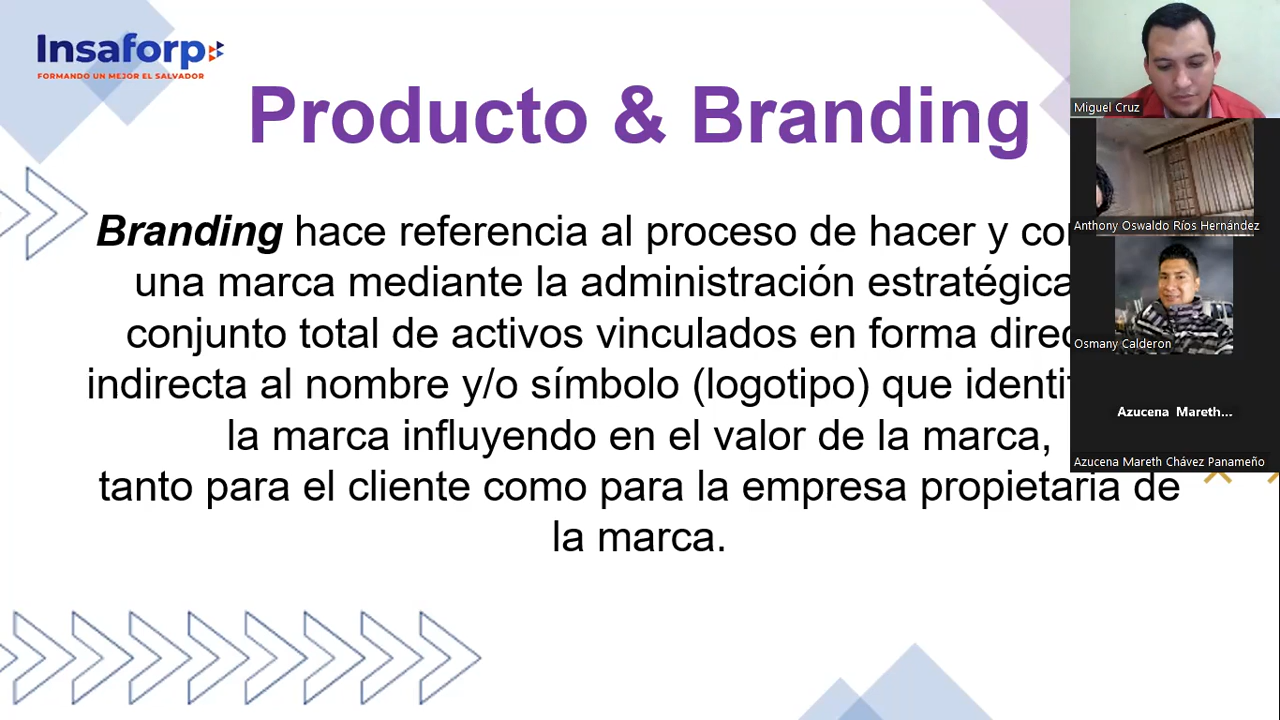 Insaforp
FORMANDO UN MEJOR EL SALVADOR
Producto & Branding
Branding hace referencia al proceso de hacer y
una marca mediante la administración estratégica
conjunto total de activos vinculados en forma
indirecta al nombre y/o símbolo (logotipo) que
la marca influyendo en el valor de la marca,
tanto para el cliente como para la empresa propietaria de
la marca.
Miguel Cruz
Anthony Oswaldo Ríos Hernández
Osmany Calderon
Azucena Mareth...
Azucena Mareth Chávez Panameño